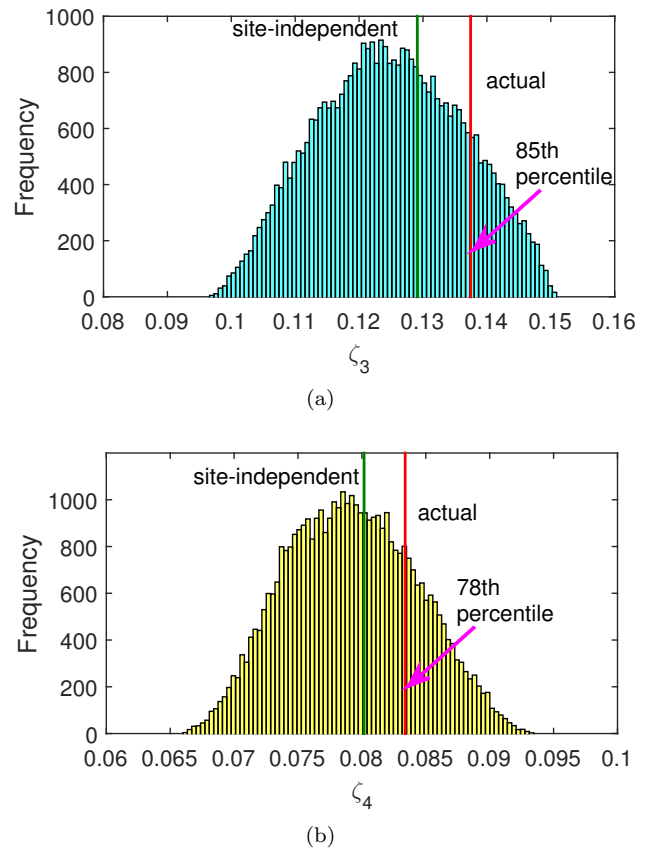 1000
site-independent
800
actual
600
85th
percentile
400
200
0
Frequency
0.08 0.09 0.1 0.11 0.12 0.13 0.14 0.15 0.16
ζ3
(a)
site-independent
1000
actual
800
600
78th
percentile
400
200
0
Frequency
0.06 0.065 0.07 0.075 0.08 0.085 0.09 0.095 0.1
ζ4
(b)